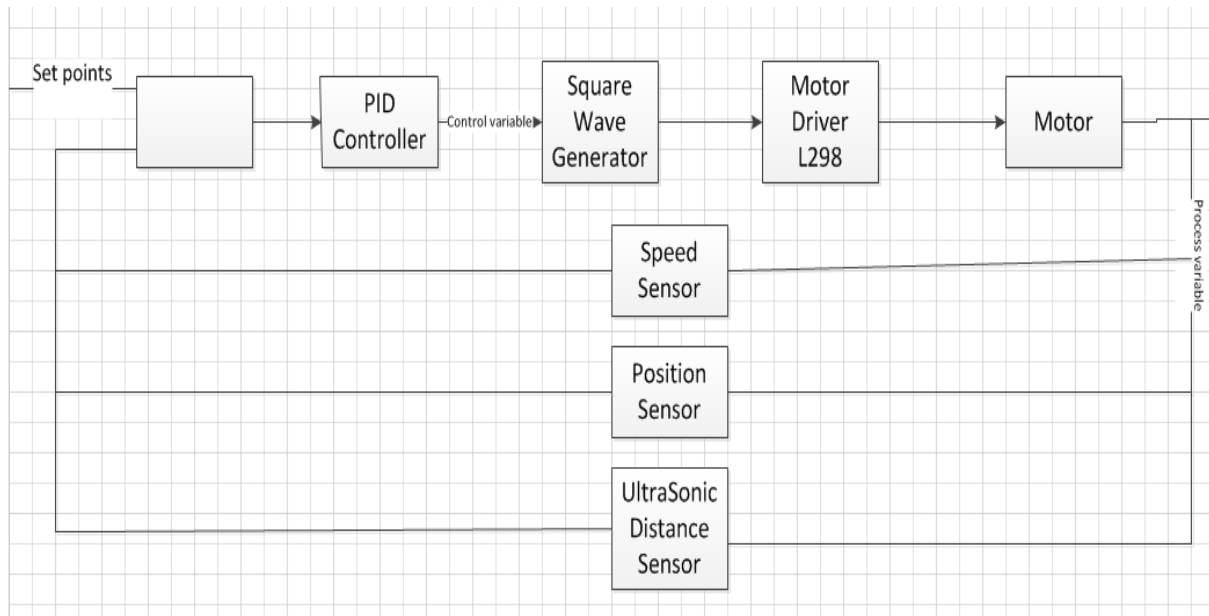 Set points
PID
Controller
Control variable
Square
Wave
Generator
Motor
Driver
L298
Motor
Process variable
Speed
Sensor
Position
Sensor
UltraSonic
Distance
Sensor